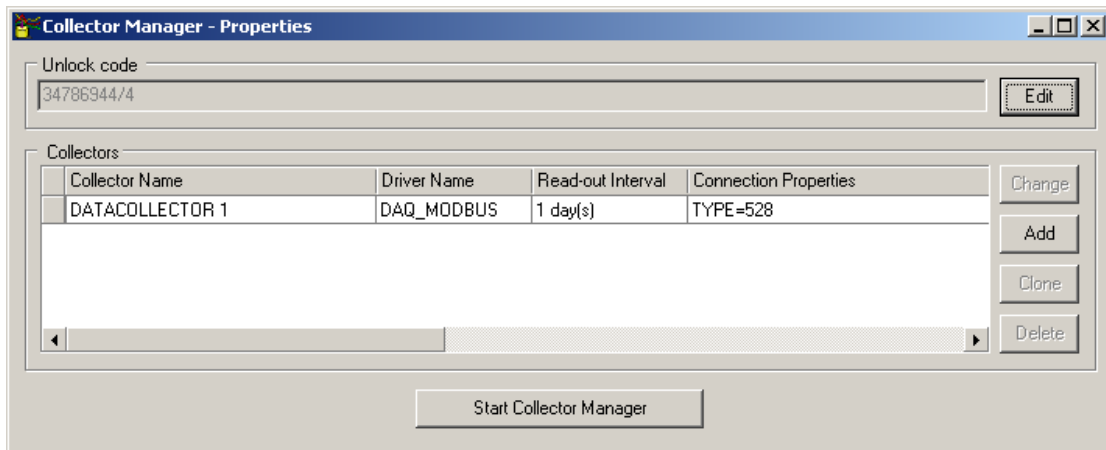 Collector Manager - Properties
Unlock code
34786944/4
Edit
Collectors
Collector Name Driver Name Read-out Interval Connection Properties
DATACOLLECTOR 1 DAQ_MODBUS 1 day(s) TYPE=528
Change
Add
Clone
Delete
Start Collector Manager